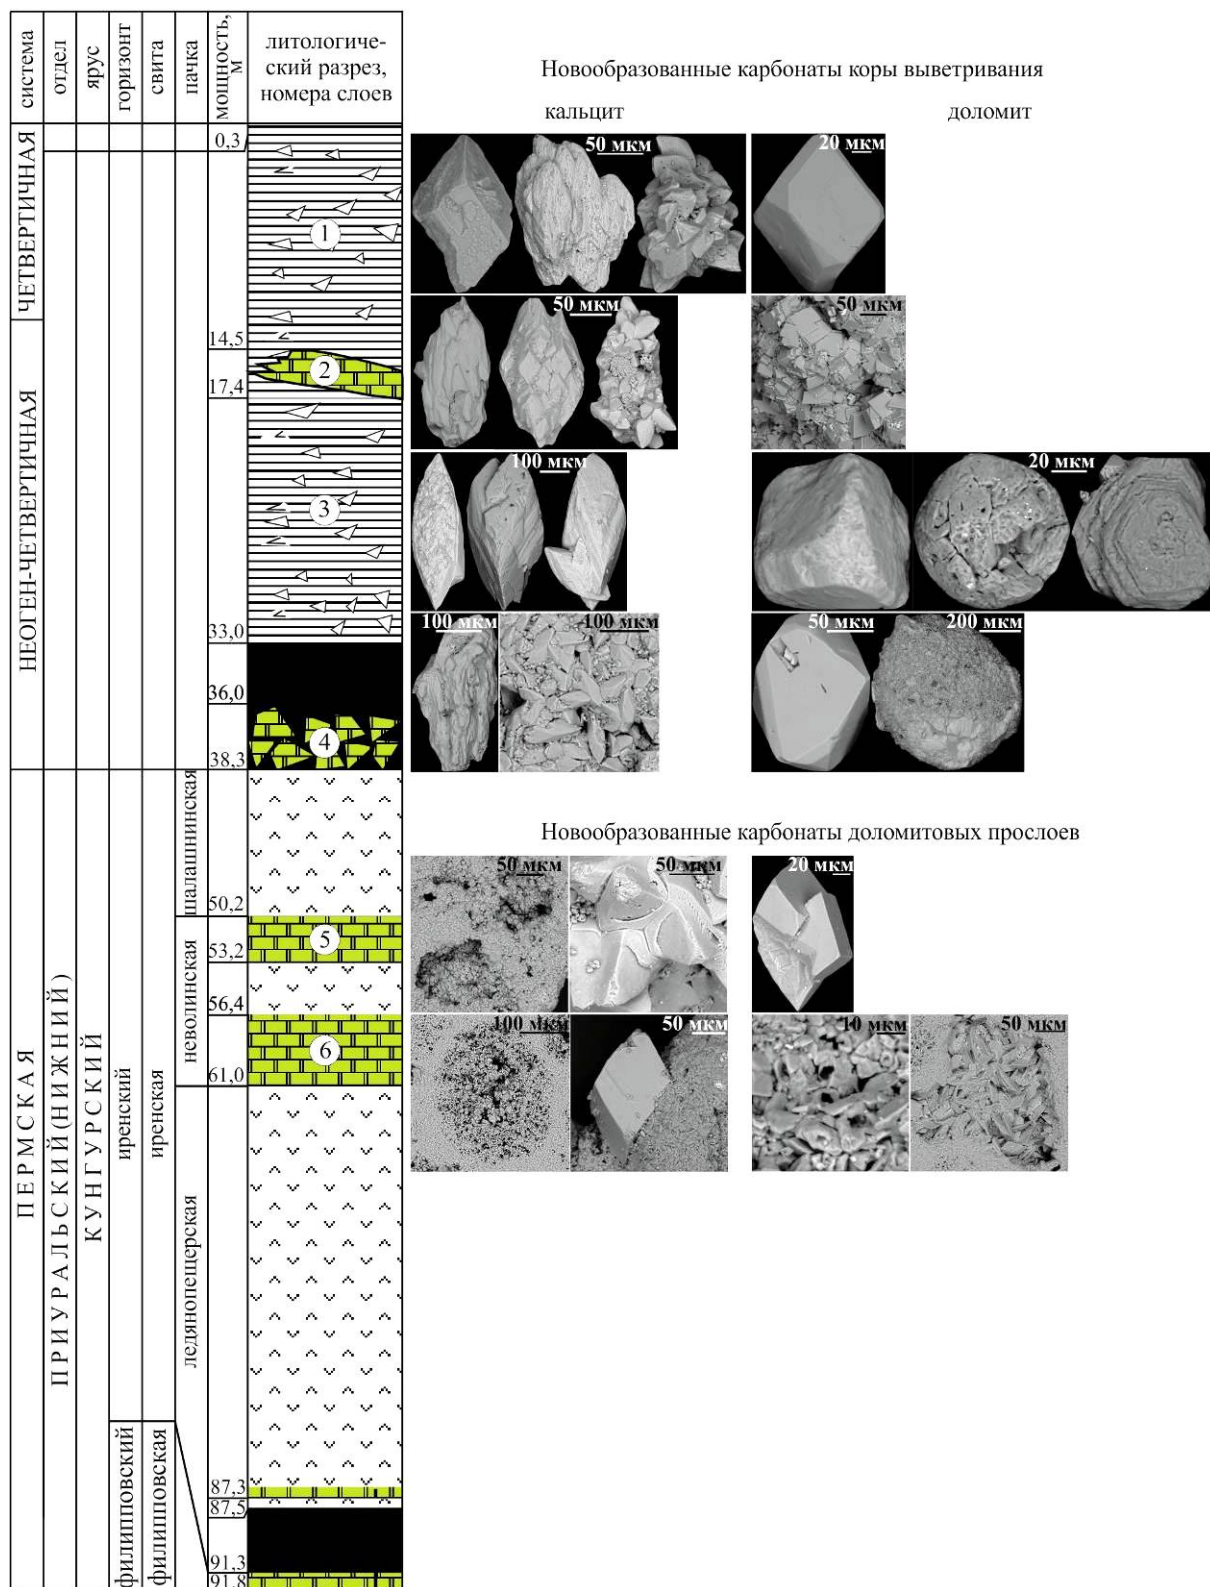 система
отдел
ярус
горизонт
свита
пачка
мощность,
м
литологиче-
ский разрез,
номера слоев
Новообразованные карбонаты коры выветривания
кальцит
доломит
ЧЕТВЕРТИЧНАЯ
НЕОГЕН-ЧЕТВЕРТИЧНАЯ
0,3
1
14,5
2
17,4
3
33,0
36,0
4
38,3
50 мкм
20 мкм
50 мкм
50 мкм
100 мкм
20 мкм
100 мкм
100 мкм
50 мкм
200 мкм
ПЕРМСКАЯ
ПРИУРАЛЬСКИЙ (НИЖНИЙ)
КУНГУРСКИЙ
иренский
иренская
шалашнинская
неволинская
ледянопещерская
филипповский
филипповская
50,2
5
53,2
56,4
6
61,0
87,3
87,5
91,3
91,8
Новообразованные карбонаты доломитовых прослоев
50 мкм
50 мкм
20 мкм
100 мкм
50 мкм
10 мкм
50 мкм